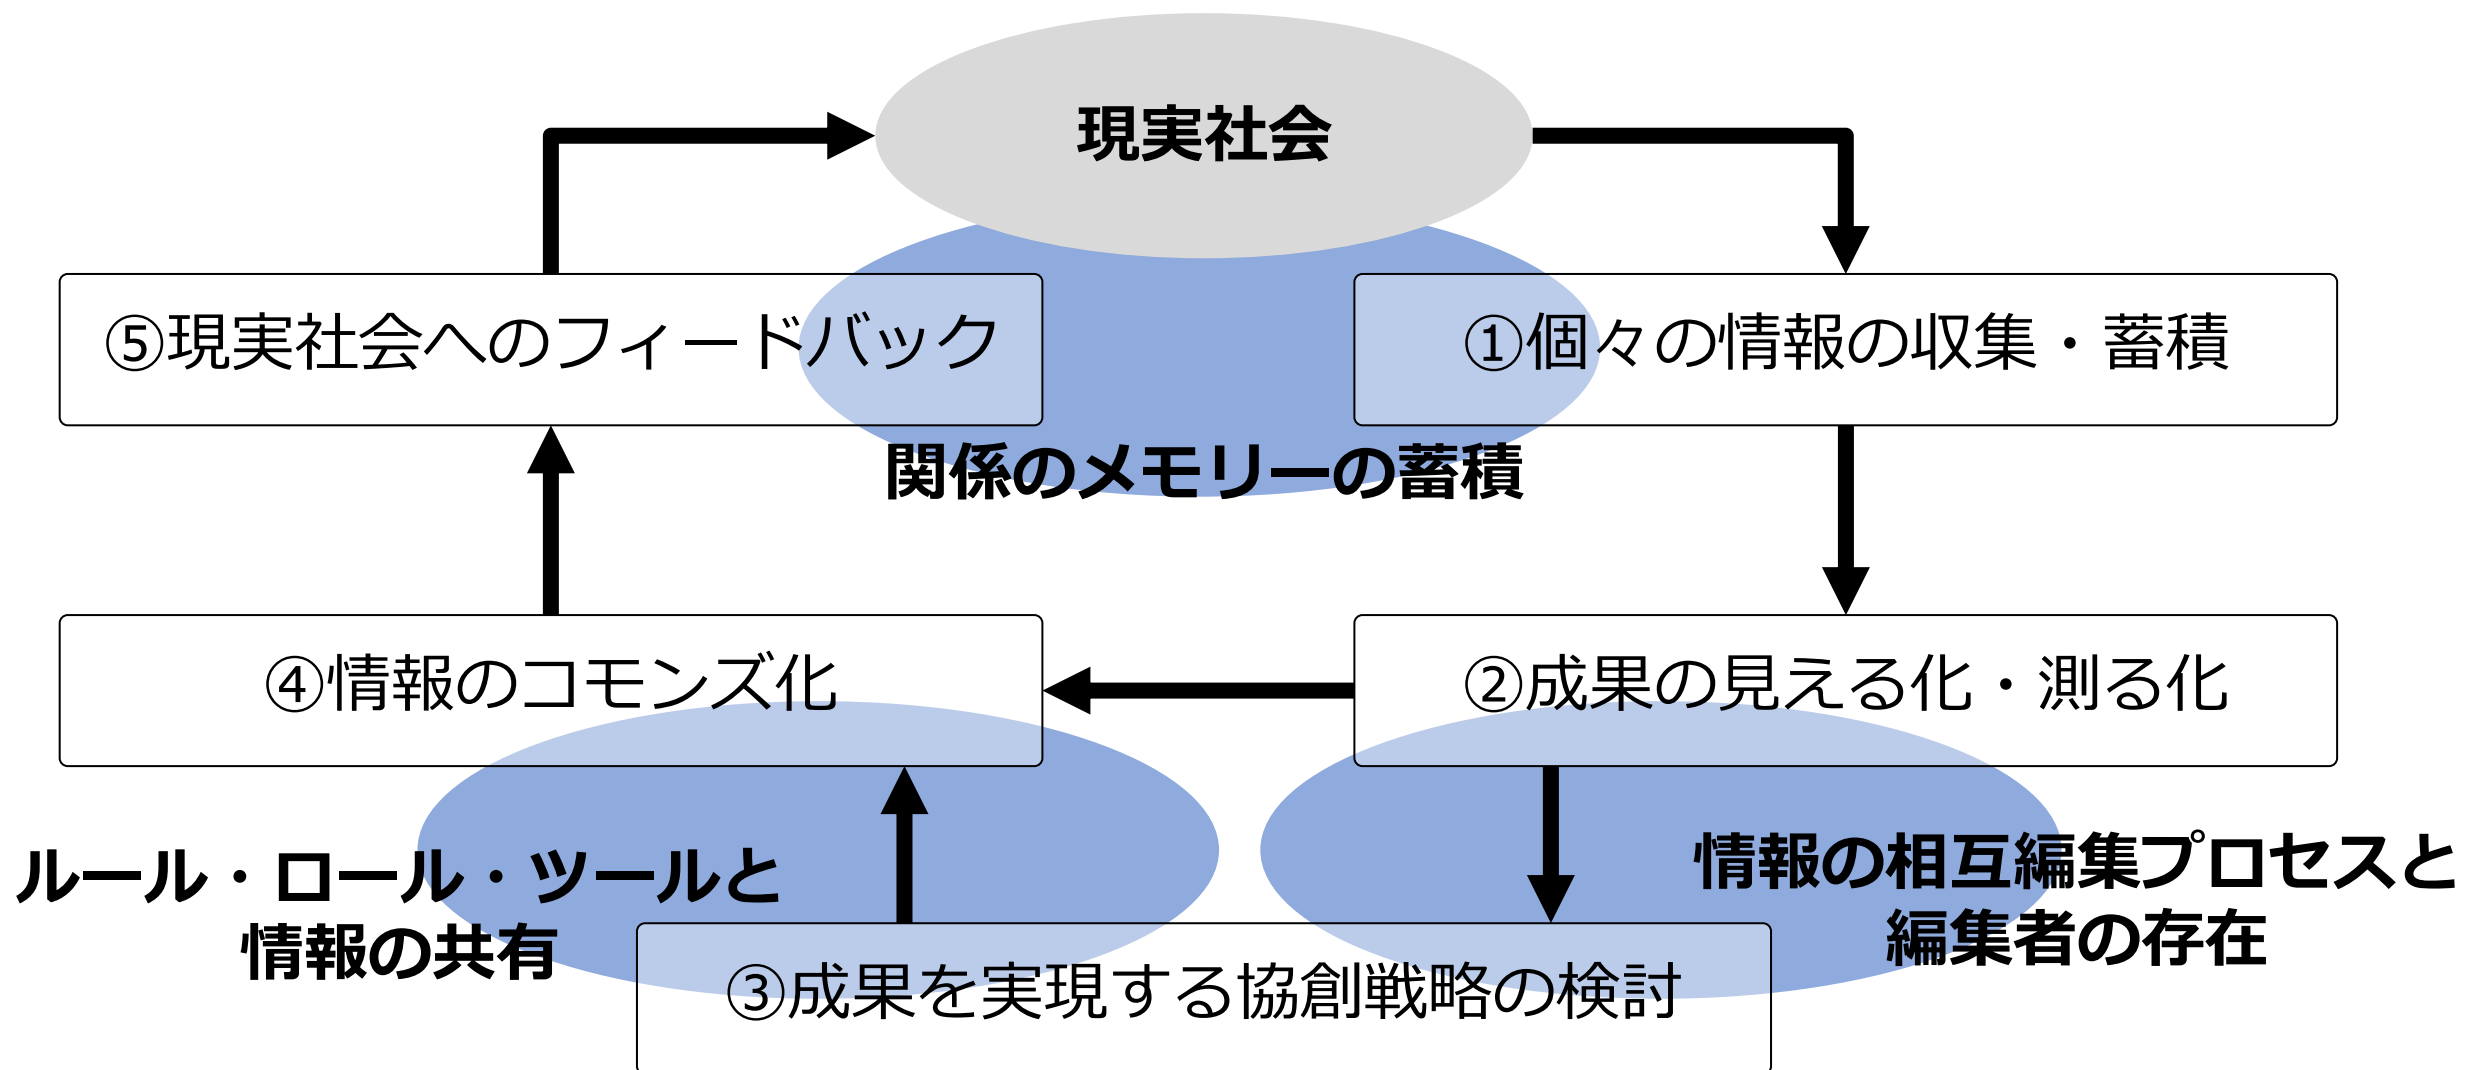 現実社会
⑤現実社会へのフィードバック
①個々の情報の収集・蓄積
関係のメモリーの蓄積
④情報のコモンズ化
②成果の見える化・測る化
ルール・ロール・ツールと
情報の共有
情報の相互編集プロセスと
編集者の存在
③成果を実現する協創戦略の検討